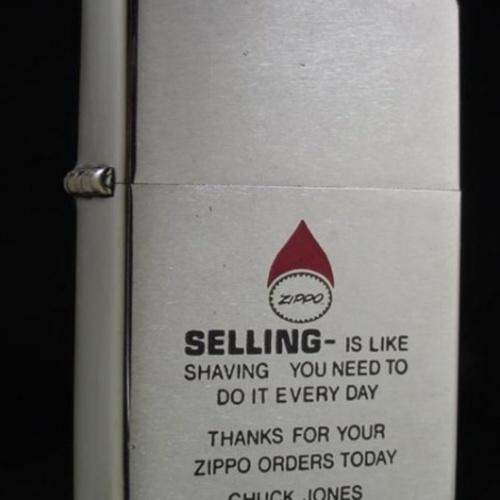 ZIPPO
SELLING- IS LIKE
SHAVING YOU NEED TO
DO IT EVERY DAY
THANKS FOR YOUR
ZIPPO ORDERS TODAY
CHUCK JONES